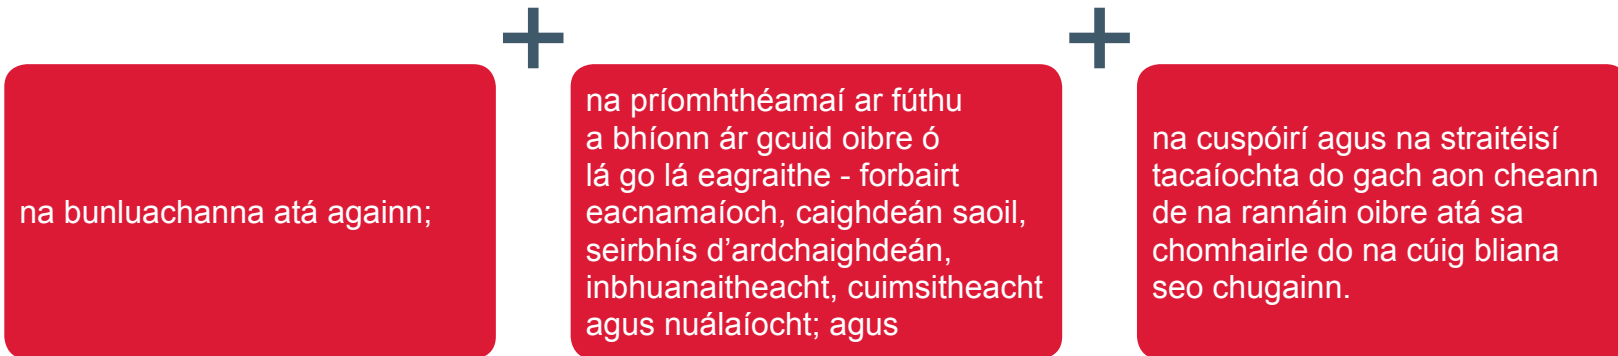 na bunluachanna atá againn;
na príomhthéamaí ar fúthu
a bhíonn ár gcuid oibre ó
lá go lá eagraithe - forbairt
eacnamaíoch, caighdeán saoil,
seirbhís d’ardchaighdeán,
inbhuanaitheacht, cuimsitheacht
agus nuálaíocht; agus
na cuspóirí agus na straitéisí
tacaíochta do gach aon cheann
de na rannáin oibre atá sa
chomhairle do na cúig bliana
seo chugainn.